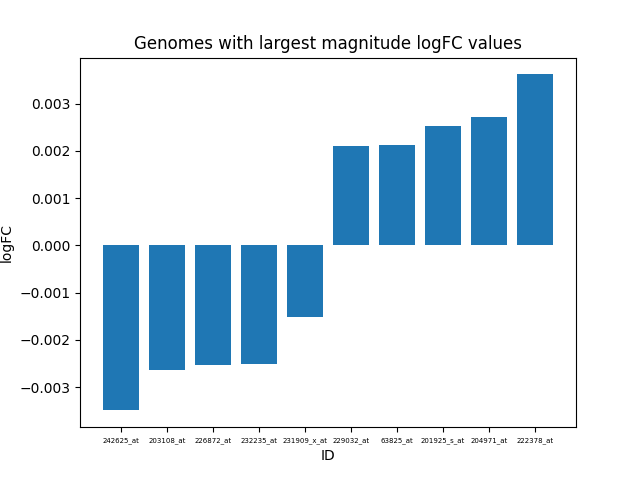 Genomes with largest magnitude logFC values
logFC
0.003
0.002
0.001
0.000
−0.001
−0.002
−0.003
242625_at 203108_at 226872_at 232235_at 231909_x_at 229032_at 63825_at 201925_s_at 204971_at 222378_at
ID